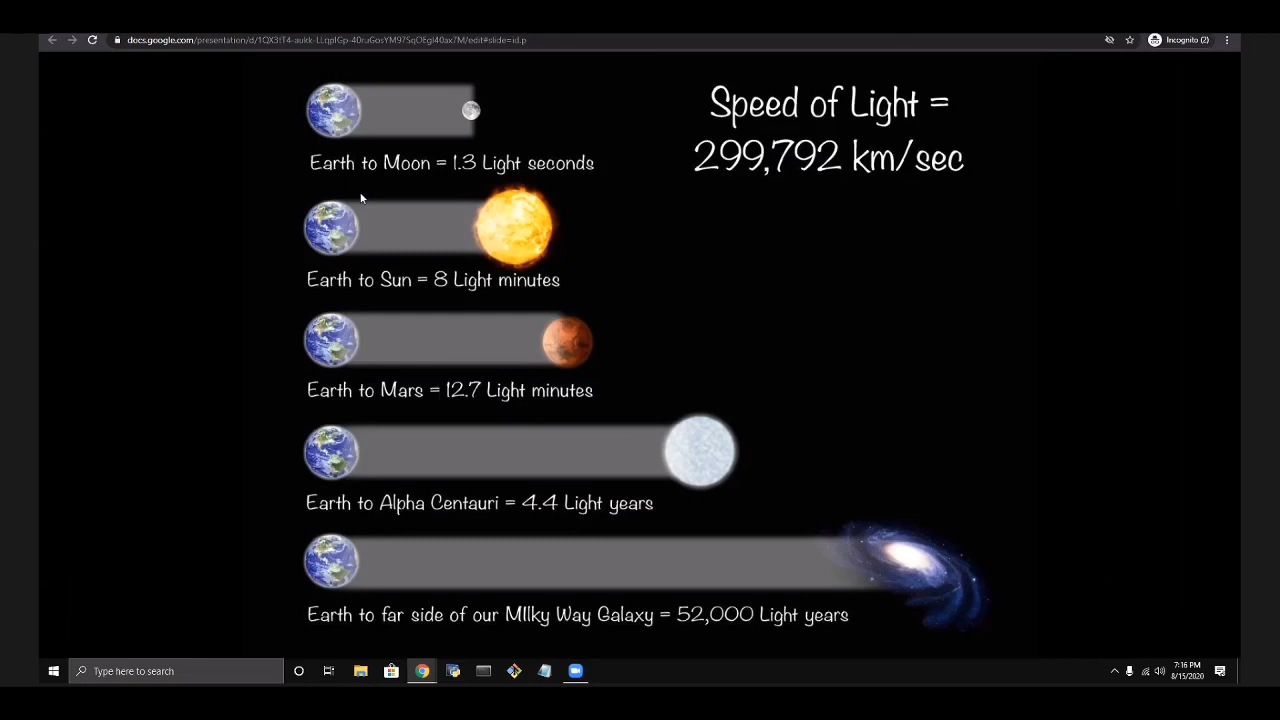 Incognito (2)
Speed of Light =
299,792 km/sec
Earth to Moon = 1.3 Light seconds
Earth to Sun = 8 Light minutes
Earth to Mars = 12.7 Light minutes
Earth to Alpha Centauri = 4.4 Light years
Earth to far side of our MIlky Way Galaxy = 52,000 Light years
Type here to search
7:16 PM
8/15/2020